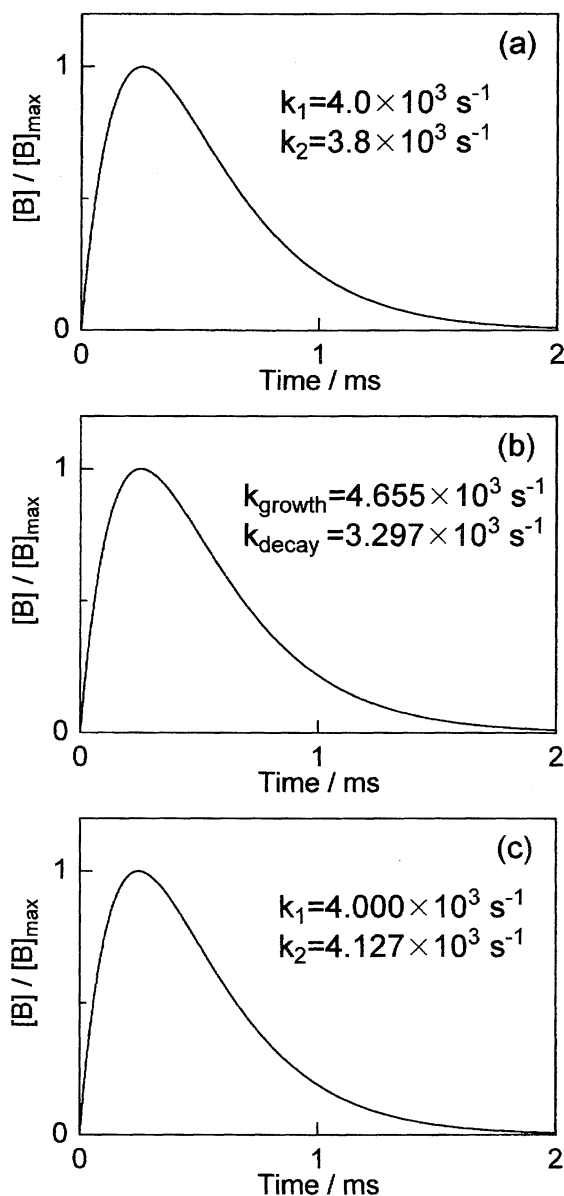 (a)
k₁=4.0×10³ s⁻¹
k₂=3.8×10³ s⁻¹
[B] / [B]max
1
0
0 1 2
Time / ms
(b)
kgrowth=4.655×10³ s⁻¹
kdecay =3.297×10³ s⁻¹
[B] / [B]max
1
0
0 1 2
Time / ms
(c)
k₁=4.000×10³ s⁻¹
k₂=4.127×10³ s⁻¹
[B] / [B]max
1
0
0 1 2
Time / ms